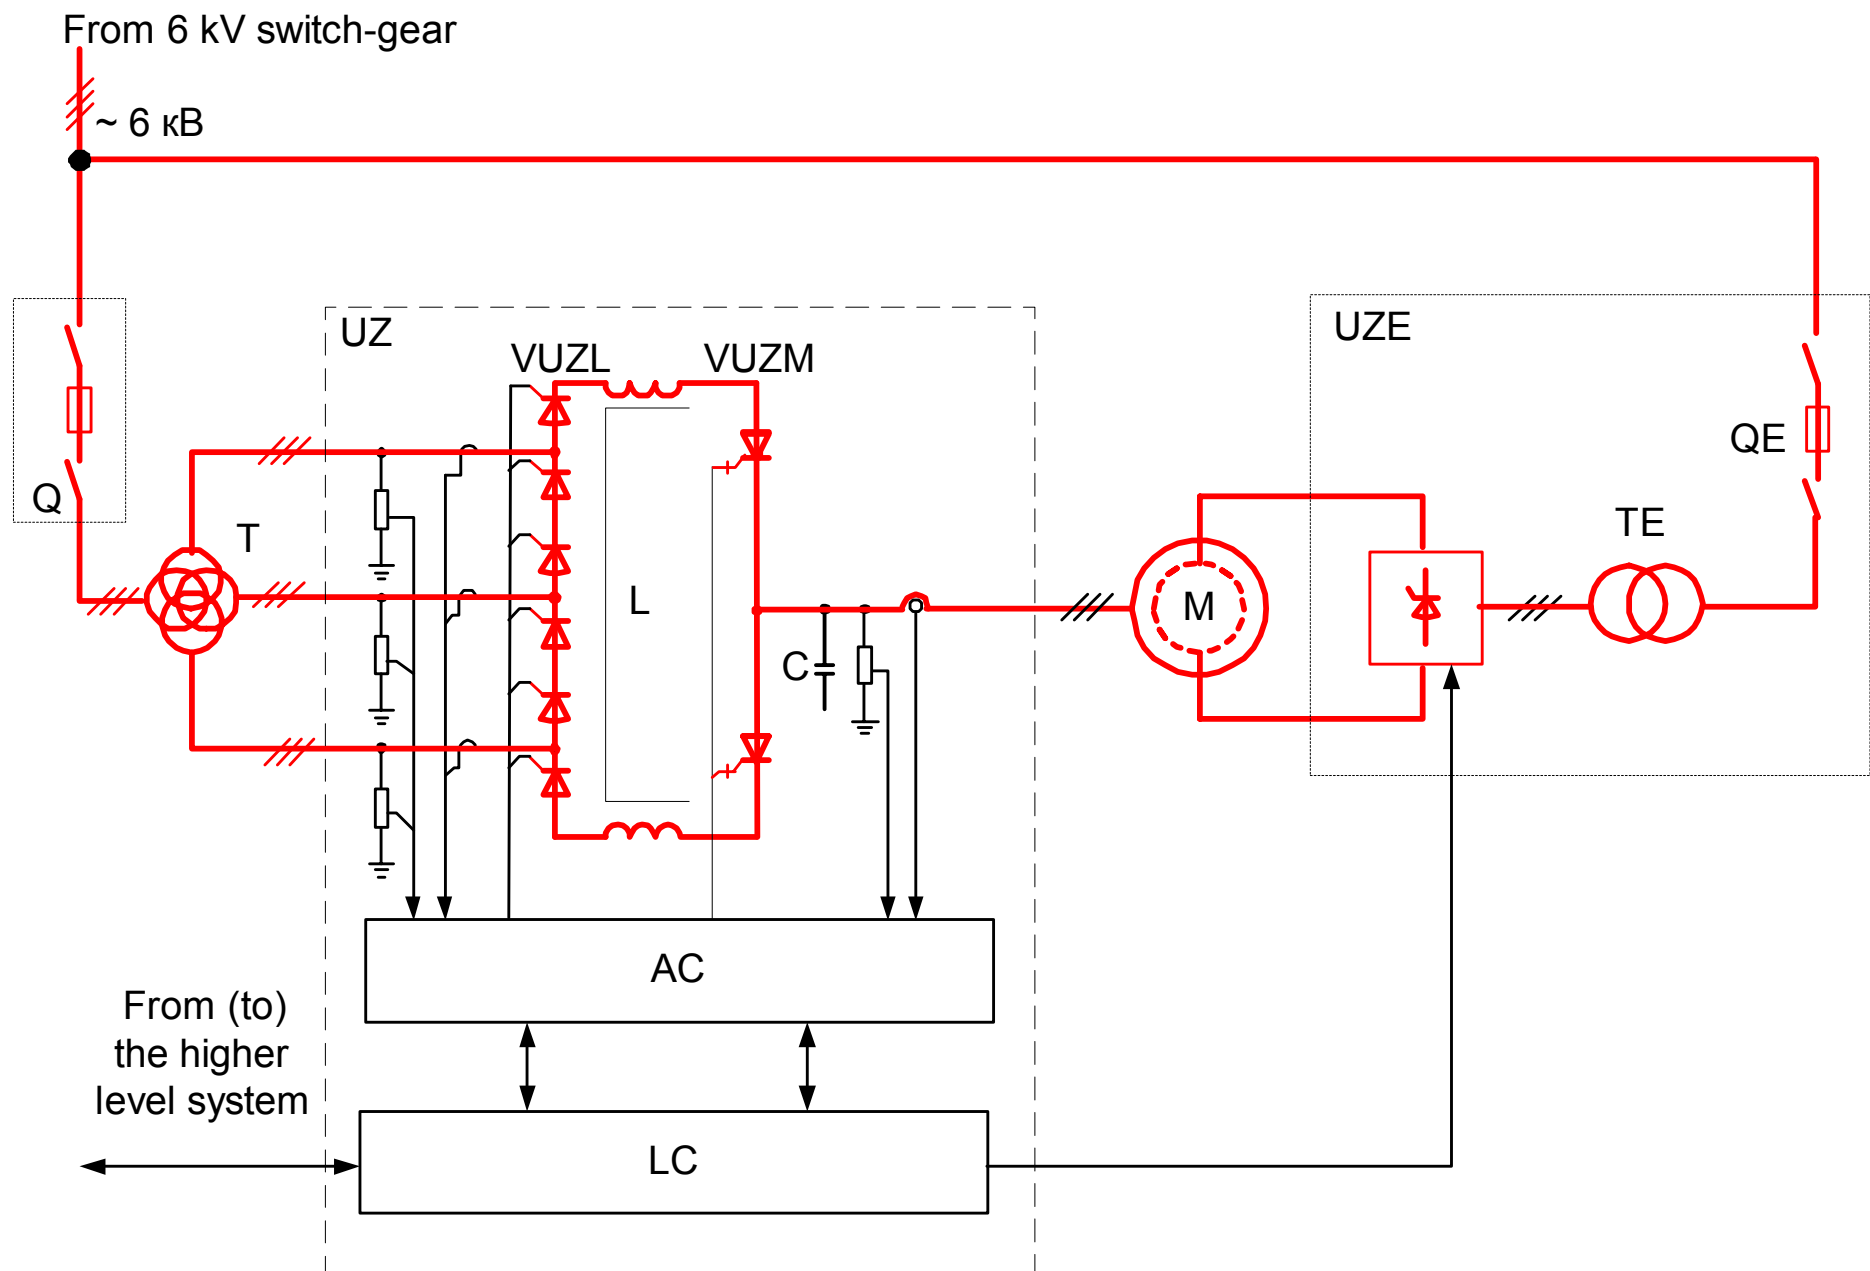 From 6 kV switch-gear
~ 6 кВ
UZ
VUZL
VUZM
UZE
QE
Q
T
TE
L
M
C
AC
From (to)
the higher
level system
LC